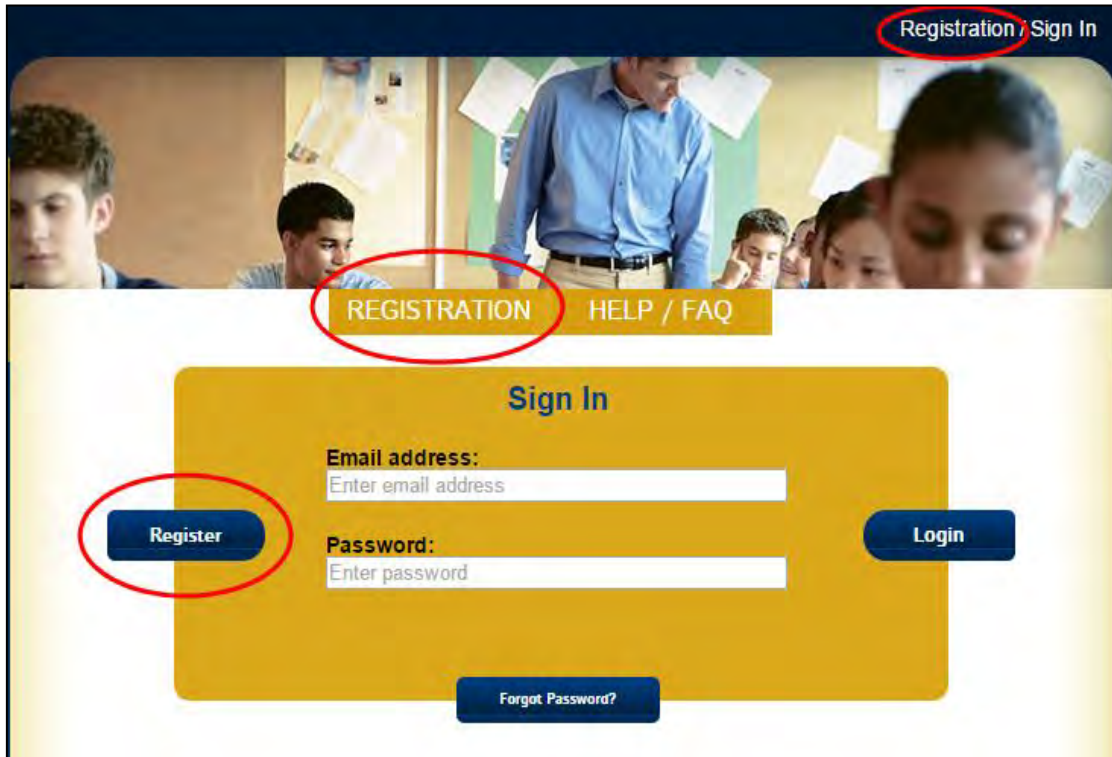 Registration / Sign In
REGISTRATION HELP / FAQ
Sign In
Email address:
Enter email address
Register
Login
Password:
Enter password
Forgot Password?